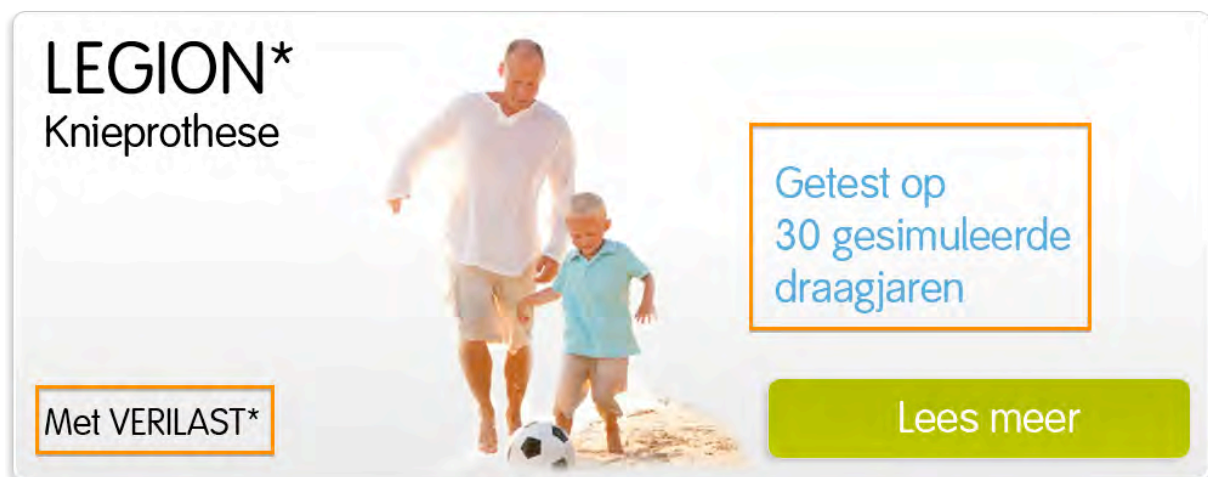 LEGION*
Knieprothese
Getest op
30 gesimuleerde
draagjaren
Met VERILAST*
Lees meer